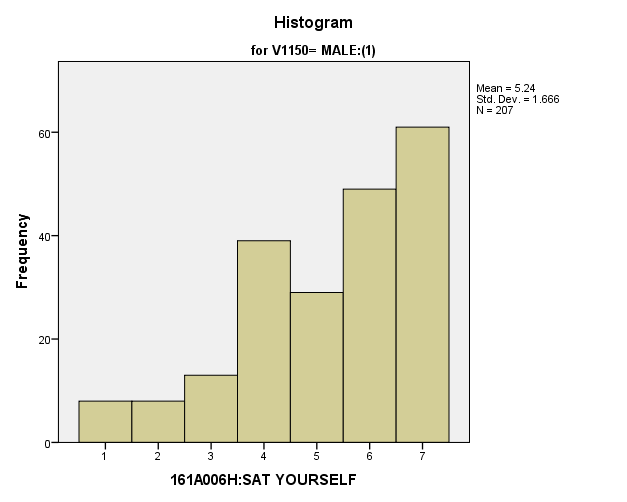 Histogram
for V1150= MALE:(1)
Mean = 5.24
Std. Dev. = 1.666
N = 207
Frequency
60
40
20
0
1 2 3 4 5 6 7
161A006H:SAT YOURSELF